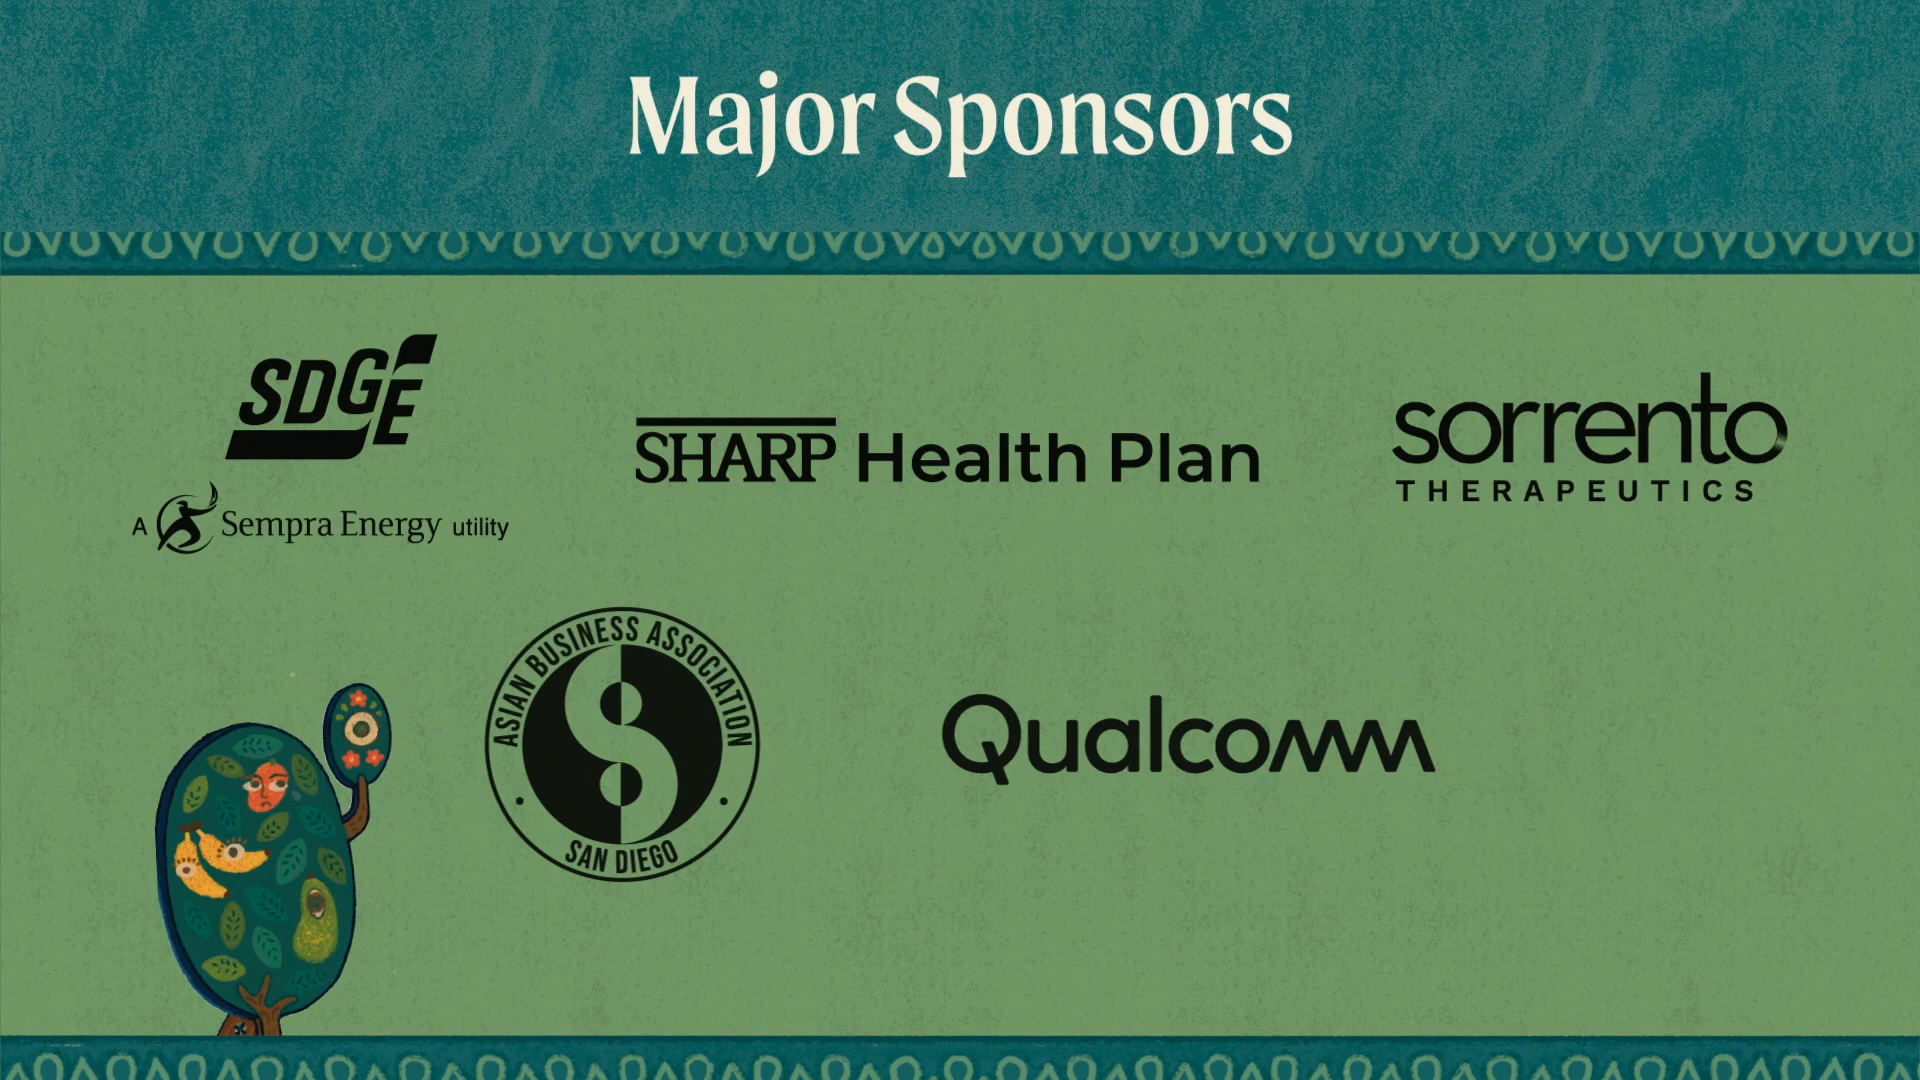 Major Sponsors
SDGE
A Sempra Energy utility
SHARP Health Plan
sorrento
THERAPEUTICS
ASIAN BUSINESS ASSOCIATION
SAN DIEGO
Qualcomm